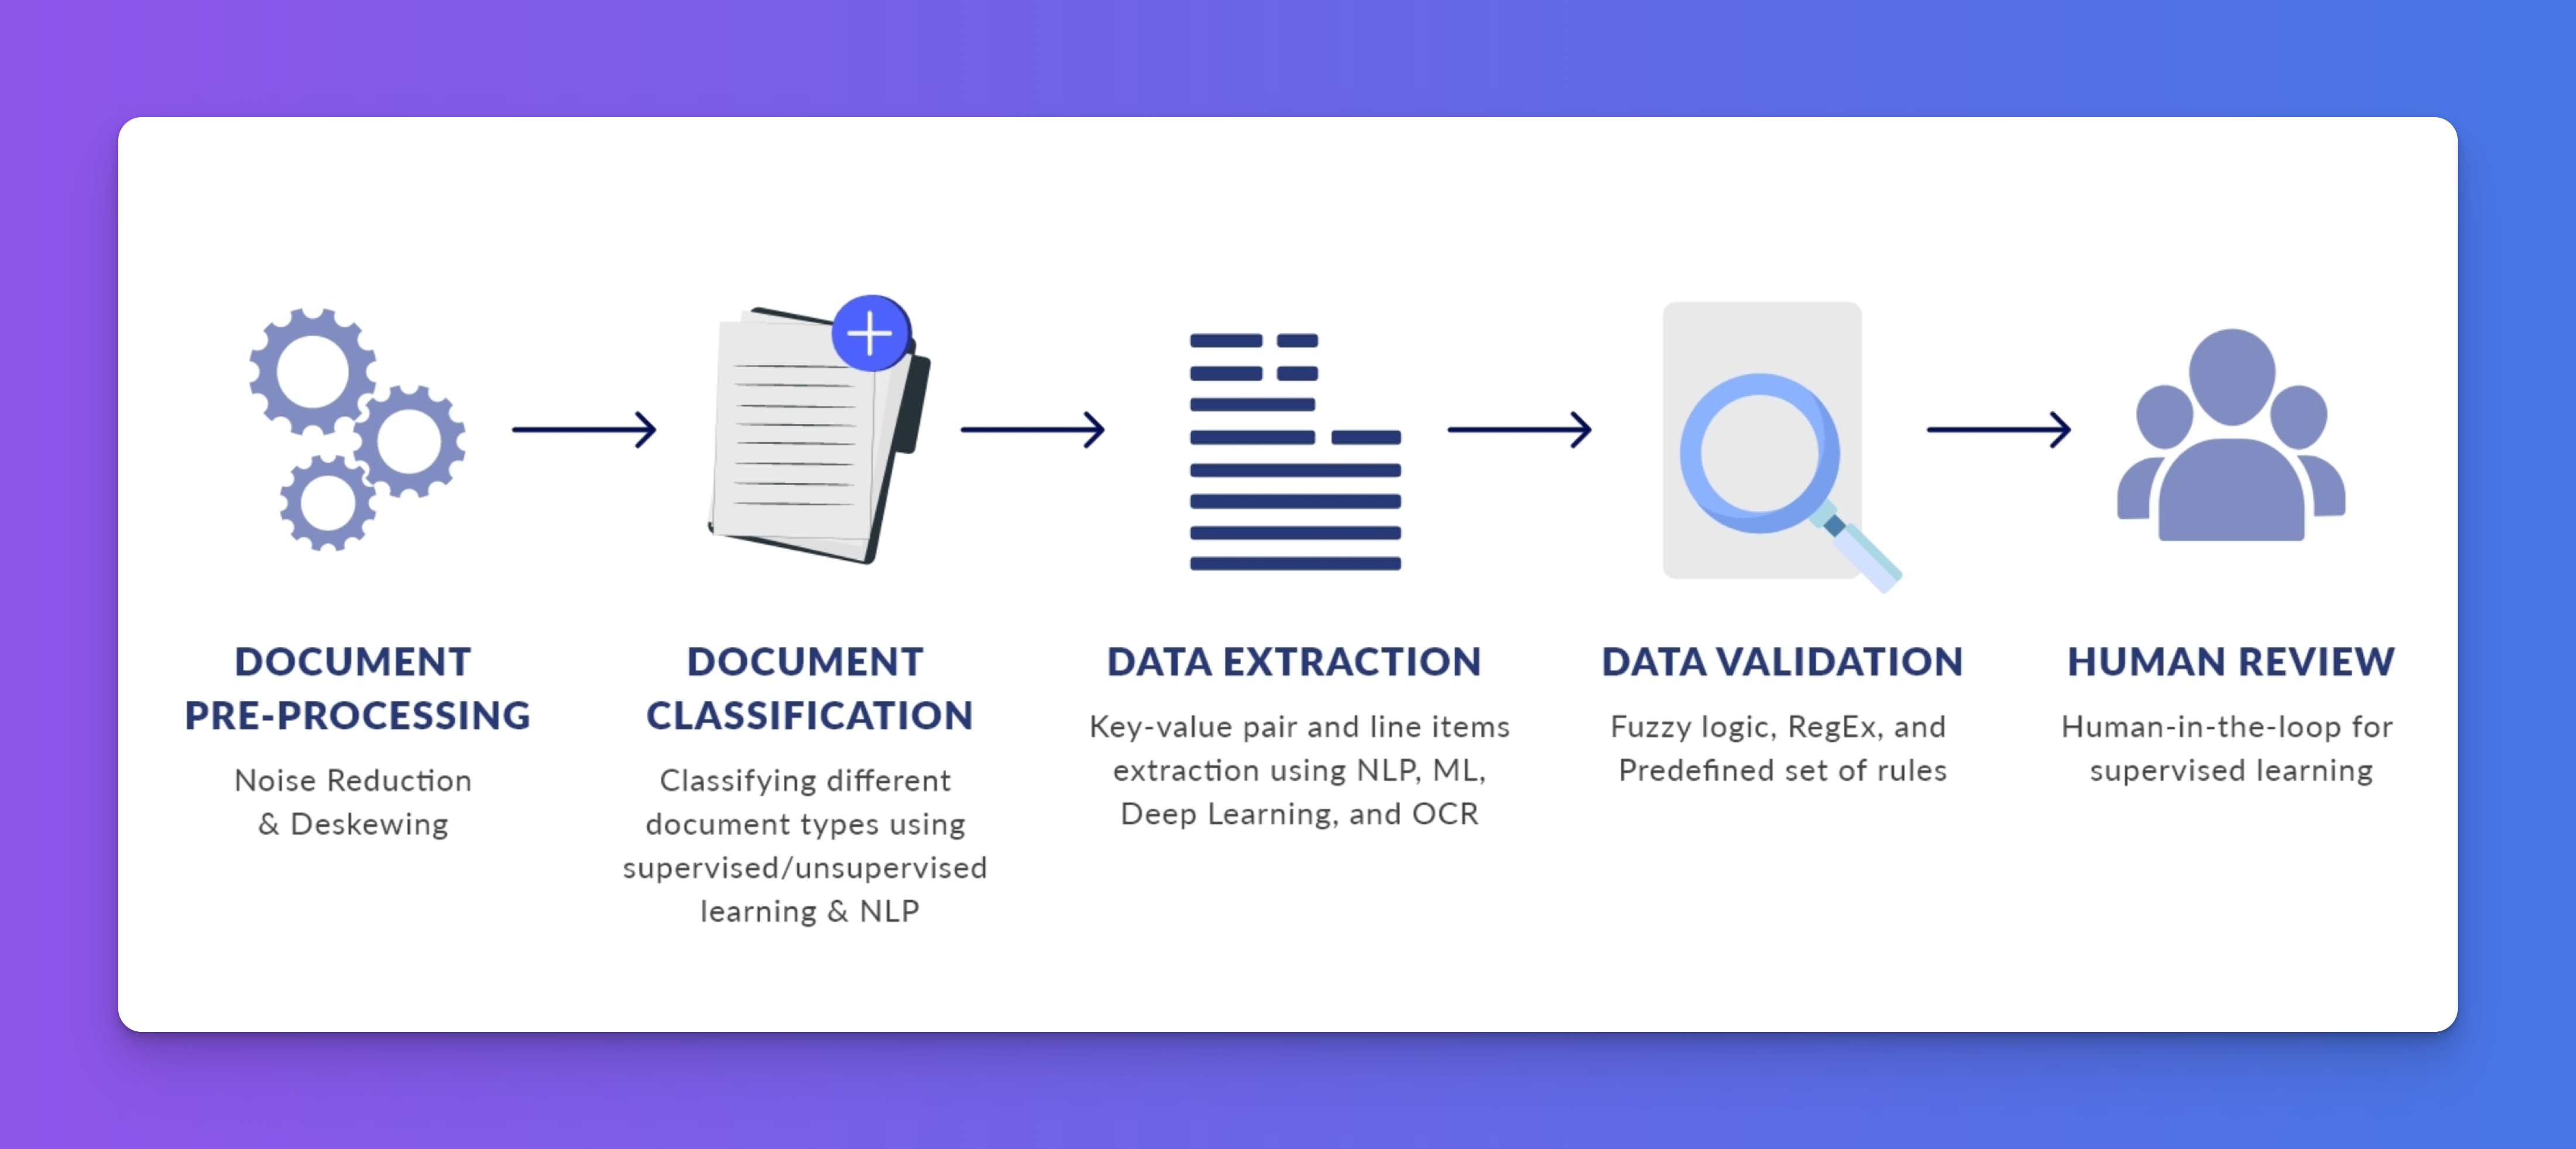 DOCUMENT
PRE-PROCESSING
Noise Reduction
& Deskewing
DOCUMENT
CLASSIFICATION
Classifying different
document types using
supervised/unsupervised
learning & NLP
DATA EXTRACTION
Key-value pair and line items
extraction using NLP, ML,
Deep Learning, and OCR
DATA VALIDATION
Fuzzy logic, RegEx, and
Predefined set of rules
HUMAN REVIEW
Human-in-the-loop for
supervised learning